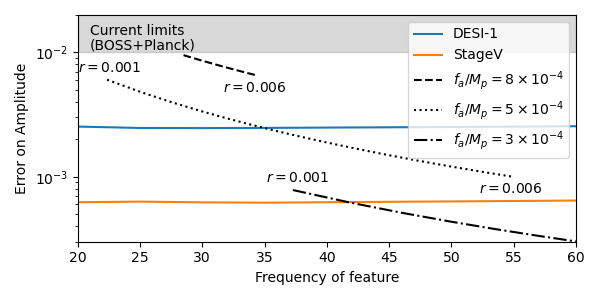 Current limits
(BOSS+Planck)
DESI-1
StageV
f_a/M_p = 8 × 10⁻⁴
f_a/M_p = 5 × 10⁻⁴
f_a/M_p = 3 × 10⁻⁴
r = 0.001
r = 0.006
r = 0.001
r = 0.006
10⁻²
10⁻³
Error on Amplitude
20 25 30 35 40 45 50 55 60
Frequency of feature